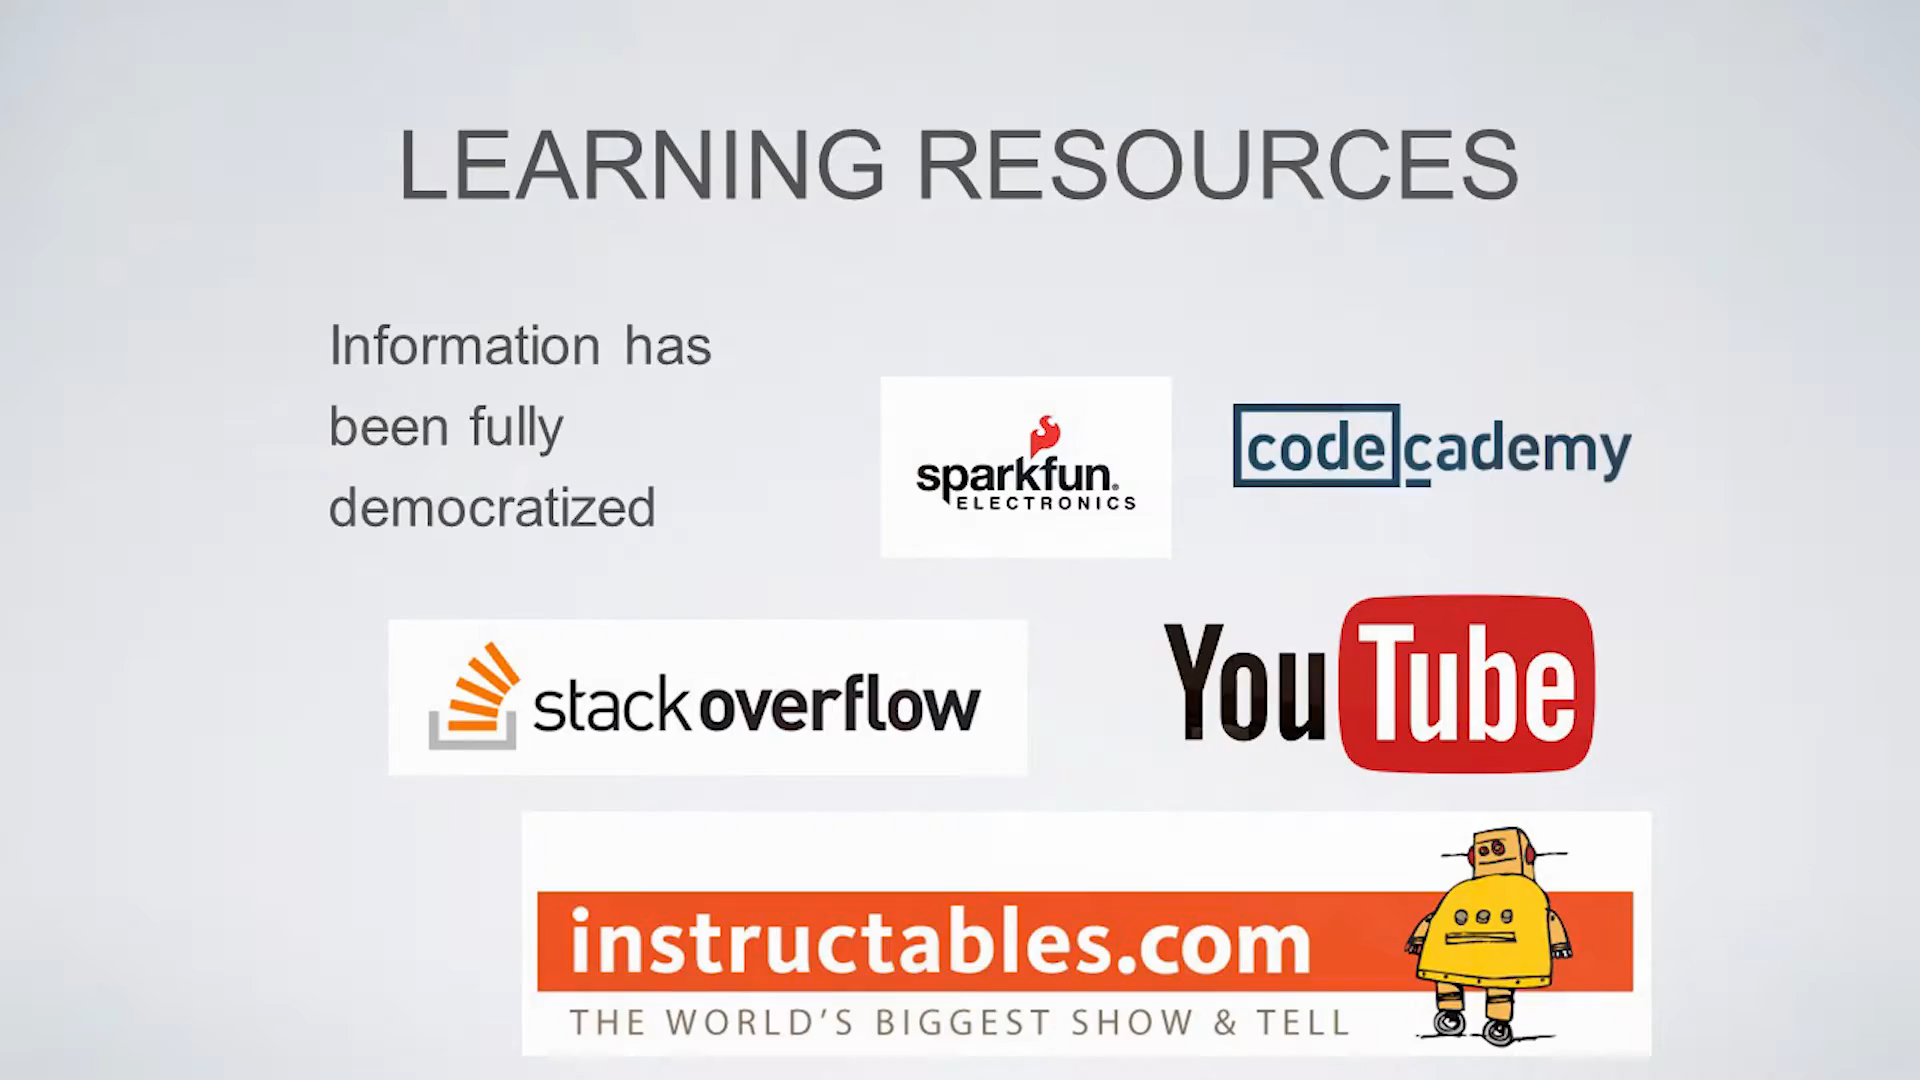 LEARNING RESOURCES
Information has
been fully
democratized
sparkfun®
ELECTRONICS
codecademy
stackoverflow
YouTube
instructables.com
THE WORLD'S BIGGEST SHOW & TELL